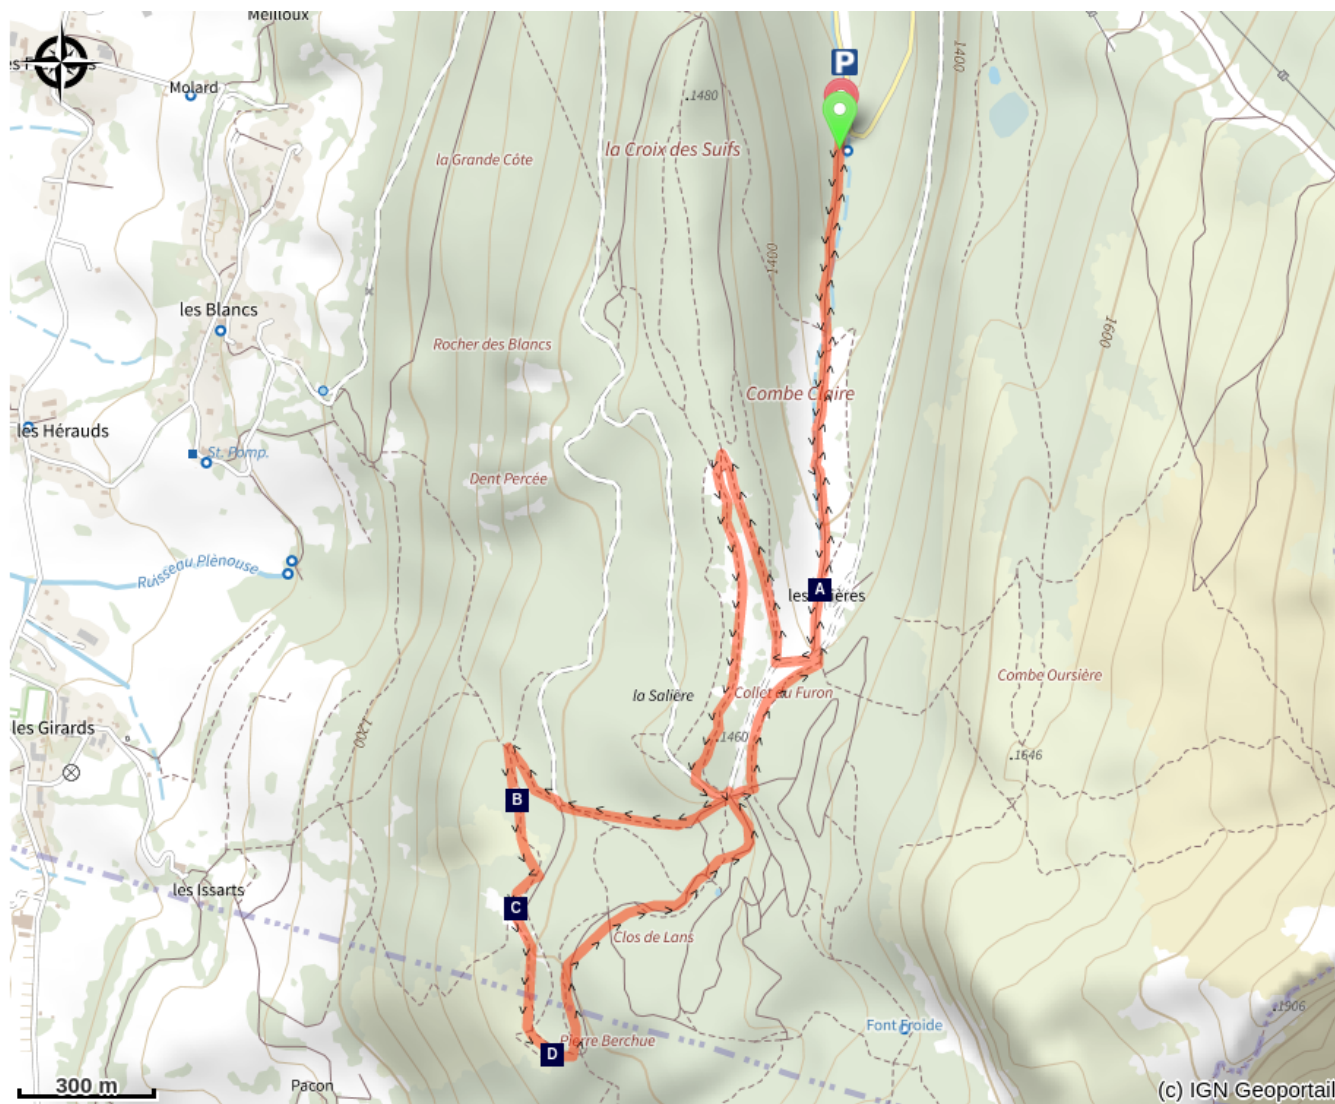 Meilloux
P
Molard
1480
1400
la Grande Côte
la Croix des Suifs
1400
les Blancs
Rocher des Blancs
1600
Combe Claire
les Hérauds
St. Pomp.
Dent Percée
Ruisseau Plènouse
A
la Salière
Collet du Furon
Combe Oursière
les Girards
1200
1460
1646
B
les Issarts
C
Clos de Lans
1906
Font Froide
Pierre Berchue
D
300 m
Pacon
(c) IGN Geoportail